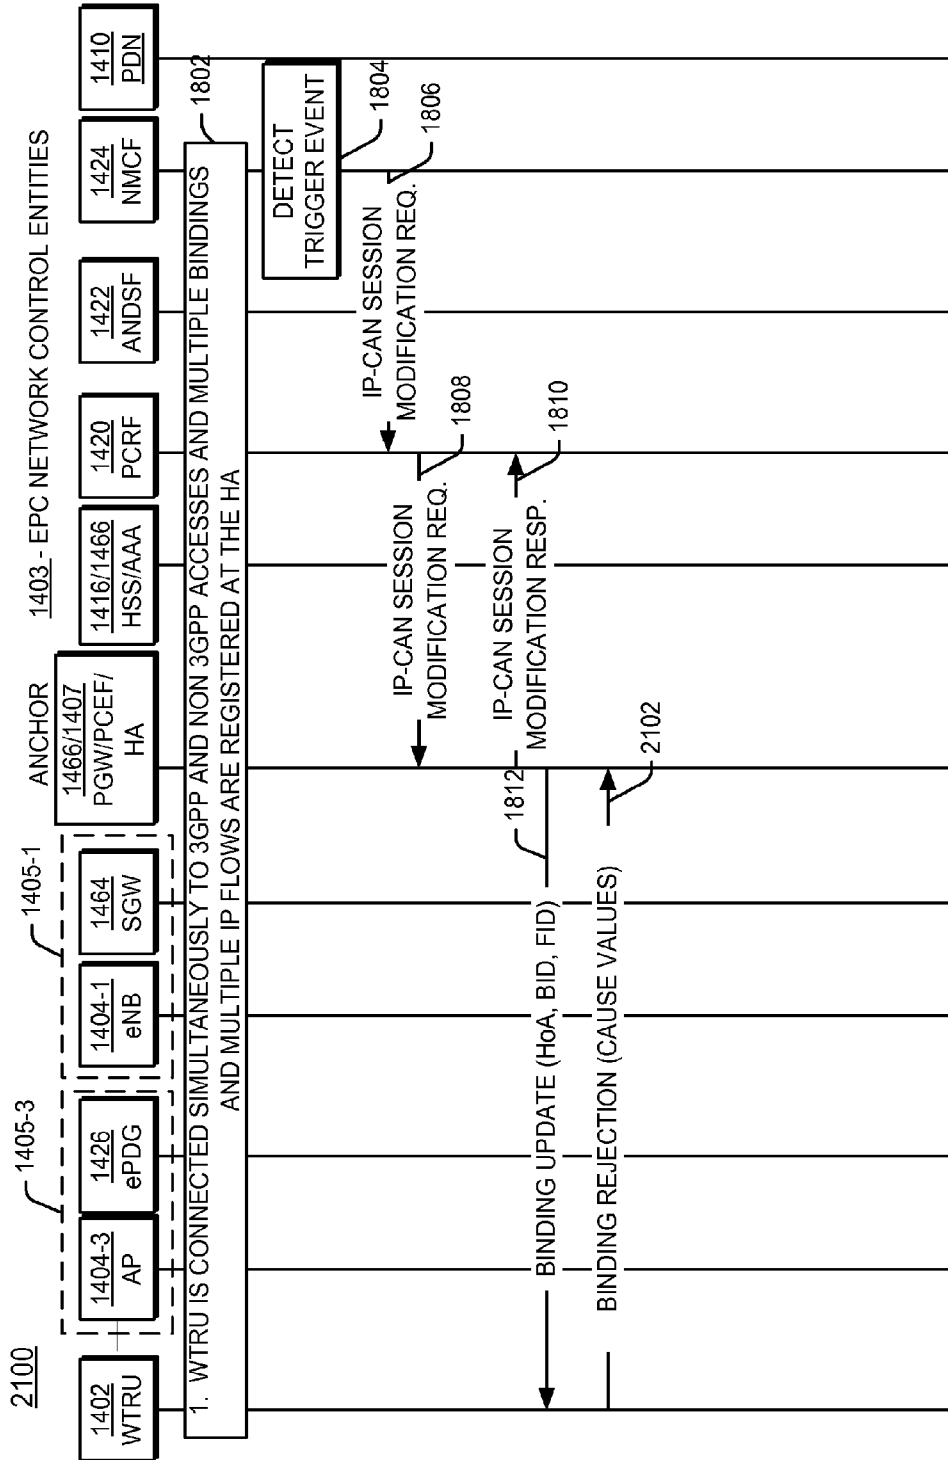 2100
1405-3
1405-1
1403 - EPC NETWORK CONTROL ENTITIES
1402
WTRU
1404-3
AP
1426
ePDG
1404-1
eNB
1464
SGW
ANCHOR
1466/1407
PGW/PCEF/
HA
1416/1466
HSS/AAA
1420
PCRF
1422
ANDSF
1424
NMCF
1410
PDN
1. WTRU IS CONNECTED SIMULTANEOUSLY TO 3GPP AND NON 3GPP ACCESSES AND MULTIPLE BINDINGS
AND MULTIPLE IP FLOWS ARE REGISTERED AT THE HA
1802
DETECT
TRIGGER EVENT
1804
IP-CAN SESSION
MODIFICATION REQ.
1806
IP-CAN SESSION
MODIFICATION REQ.
1808
IP-CAN SESSION
MODIFICATION RESP.
1810
1812
BINDING UPDATE (HoA, BID, FID)
BINDING REJECTION (CAUSE VALUES)
2102